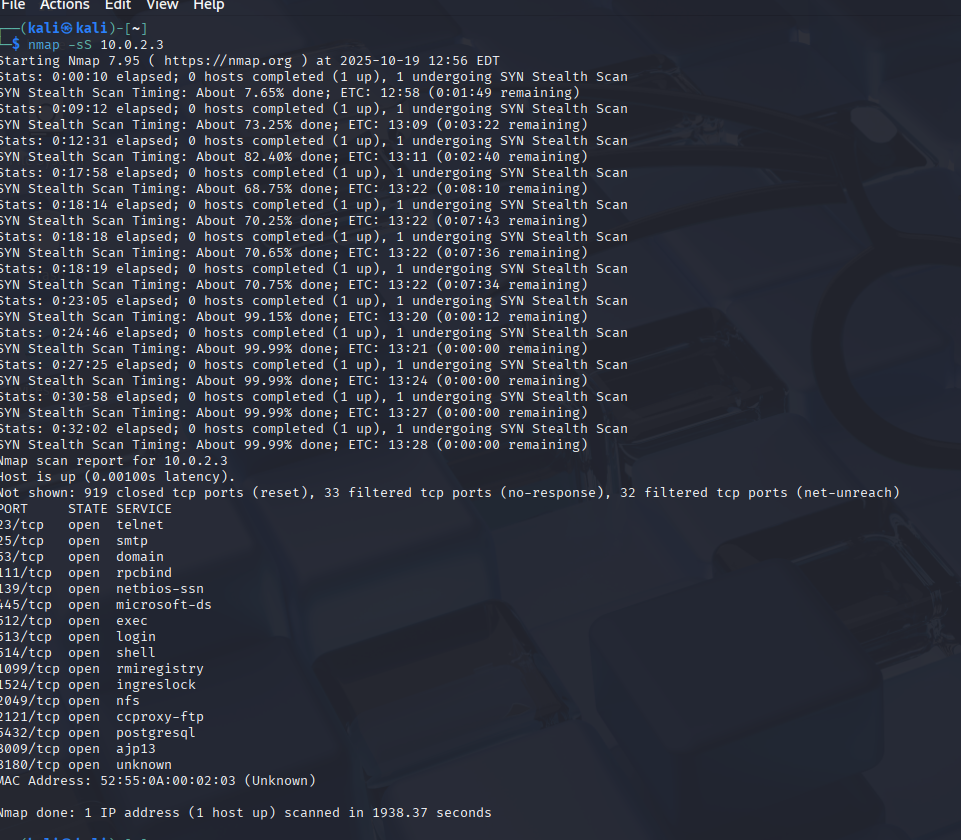 File Actions Edit View Help
(kali㉿kali)-[~]
$ nmap -sS 10.0.2.3
Starting Nmap 7.95 ( https://nmap.org ) at 2025-10-19 12:56 EDT
Stats: 0:00:10 elapsed; 0 hosts completed (1 up), 1 undergoing SYN Stealth Scan
SYN Stealth Scan Timing: About 7.65% done; ETC: 12:58 (0:01:49 remaining)
Stats: 0:09:12 elapsed; 0 hosts completed (1 up), 1 undergoing SYN Stealth Scan
SYN Stealth Scan Timing: About 73.25% done; ETC: 13:09 (0:03:22 remaining)
Stats: 0:12:31 elapsed; 0 hosts completed (1 up), 1 undergoing SYN Stealth Scan
SYN Stealth Scan Timing: About 82.40% done; ETC: 13:11 (0:02:40 remaining)
Stats: 0:17:58 elapsed; 0 hosts completed (1 up), 1 undergoing SYN Stealth Scan
SYN Stealth Scan Timing: About 68.75% done; ETC: 13:22 (0:08:10 remaining)
Stats: 0:18:14 elapsed; 0 hosts completed (1 up), 1 undergoing SYN Stealth Scan
SYN Stealth Scan Timing: About 70.25% done; ETC: 13:22 (0:07:43 remaining)
Stats: 0:18:18 elapsed; 0 hosts completed (1 up), 1 undergoing SYN Stealth Scan
SYN Stealth Scan Timing: About 70.65% done; ETC: 13:22 (0:07:36 remaining)
Stats: 0:18:19 elapsed; 0 hosts completed (1 up), 1 undergoing SYN Stealth Scan
SYN Stealth Scan Timing: About 70.75% done; ETC: 13:22 (0:07:34 remaining)
Stats: 0:23:05 elapsed; 0 hosts completed (1 up), 1 undergoing SYN Stealth Scan
SYN Stealth Scan Timing: About 99.15% done; ETC: 13:20 (0:00:12 remaining)
Stats: 0:24:46 elapsed; 0 hosts completed (1 up), 1 undergoing SYN Stealth Scan
SYN Stealth Scan Timing: About 99.99% done; ETC: 13:21 (0:00:00 remaining)
Stats: 0:27:25 elapsed; 0 hosts completed (1 up), 1 undergoing SYN Stealth Scan
SYN Stealth Scan Timing: About 99.99% done; ETC: 13:24 (0:00:00 remaining)
Stats: 0:30:58 elapsed; 0 hosts completed (1 up), 1 undergoing SYN Stealth Scan
SYN Stealth Scan Timing: About 99.99% done; ETC: 13:27 (0:00:00 remaining)
Stats: 0:32:02 elapsed; 0 hosts completed (1 up), 1 undergoing SYN Stealth Scan
SYN Stealth Scan Timing: About 99.99% done; ETC: 13:28 (0:00:00 remaining)
Nmap scan report for 10.0.2.3
Host is up (0.00100s latency).
Not shown: 919 closed tcp ports (reset), 33 filtered tcp ports (no-response), 32 filtered tcp ports (net-unreach)
PORT STATE SERVICE
23/tcp open telnet
25/tcp open smtp
53/tcp open domain
111/tcp open rpcbind
139/tcp open netbios-ssn
445/tcp open microsoft-ds
512/tcp open exec
513/tcp open login
514/tcp open shell
1099/tcp open rmiregistry
1524/tcp open ingreslock
2049/tcp open nfs
2121/tcp open ccproxy-ftp
5432/tcp open postgresql
8009/tcp open ajp13
8180/tcp open unknown
MAC Address: 52:55:0A:00:02:03 (Unknown)
Nmap done: 1 IP address (1 host up) scanned in 1938.37 seconds